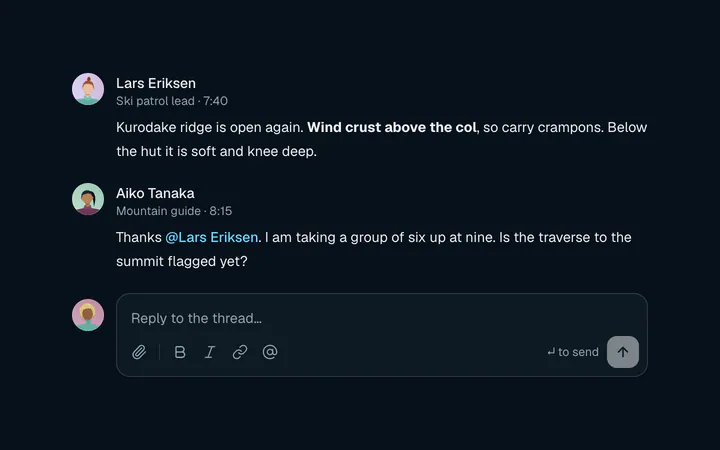 Lars Eriksen
Ski patrol lead · 7:40
Kurodake ridge is open again. Wind crust above the col, so carry crampons. Below
the hut it is soft and knee deep.
Aiko Tanaka
Mountain guide · 8:15
Thanks @Lars Eriksen. I am taking a group of six up at nine. Is the traverse to the
summit flagged yet?
Reply to the thread...
B I @ ↵ to send